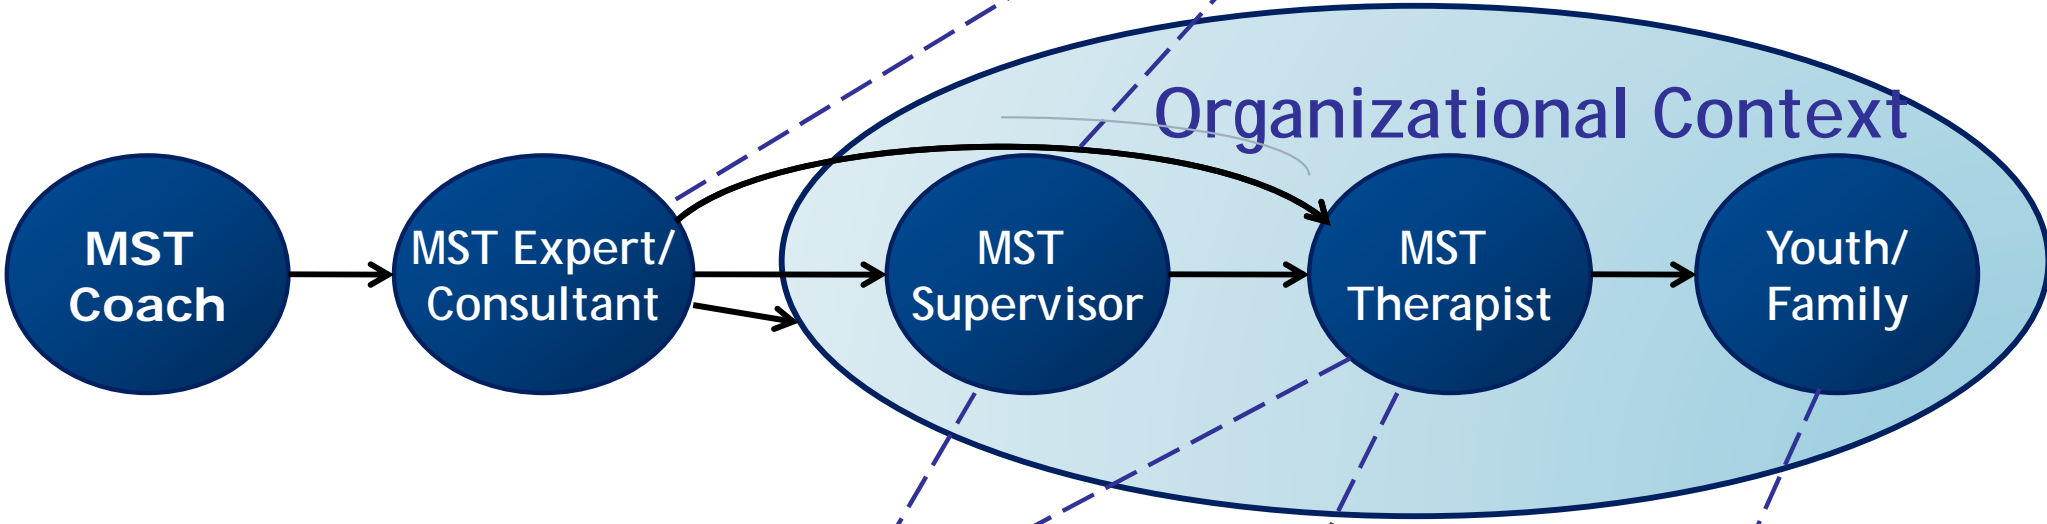 Organizational Context
MST
Coach
MST Expert/
Consultant
MST
Supervisor
MST
Therapist
Youth/
Family